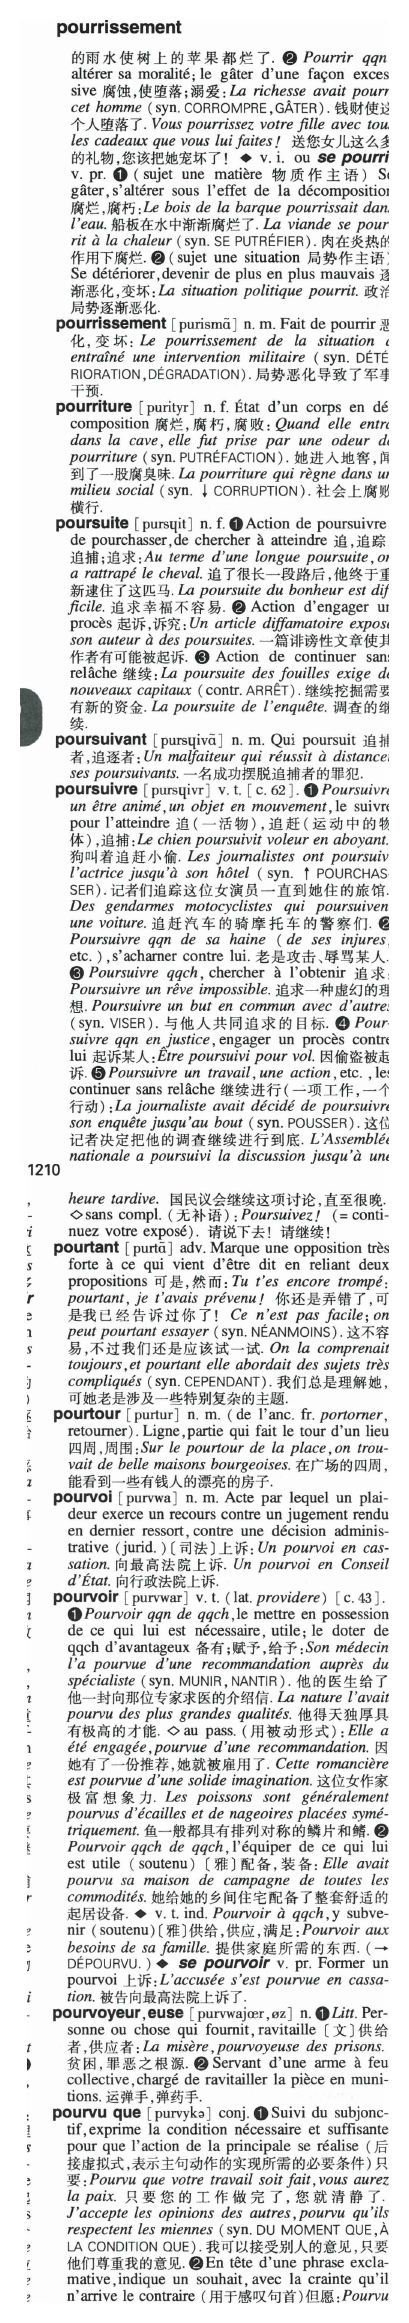 pourrissement
的雨水使树上的苹果都烂了. ❷ Pourrir qqn
altérer sa moralité; le gâter d'une façon exces
sive 腐蚀,使堕落;溺爱:La richesse avait pourr
cet homme (syn. CORROMPRE,GÂTER). 钱财使这
个人堕落了. Vous pourrissez votre fille avec tou
les cadeaux que vous lui faites! 送您女儿这么多
的礼物,您该把她宠坏了! ◆ v. i. ou se pourri
v. pr. ❶ ( sujet une matière 物质作主语) Se
gâter,s'altérer sous l'effet de la décomposition
腐烂,腐朽:Le bois de la barque pourrissait dans
l'eau. 船板在水中渐渐腐烂了. La viande se pour
rit à la chaleur (syn. SE PUTRÉFIER). 肉在炎热的
作用下腐烂. ❷ (sujet une situation 局势作主语)
Se détériorer,devenir de plus en plus mauvais 逐
渐恶化,变坏:La situation politique pourrit. 政治
局势逐渐恶化.
pourrissement [purismɑ̃] n. m. Fait de pourrir 恶
化,变坏: Le pourrissement de la situation a
entraîné une intervention militaire ( syn. DÉTÉ
RIORATION,DÉGRADATION). 局势恶化导致了军事
干预.
pourriture [purityr] n. f. État d'un corps en dé
composition 腐烂,腐朽,腐败: Quand elle entra
dans la cave, elle fut prise par une odeur de
pourriture (syn. PUTRÉFACTION). 她进入地窖,闻
到了一股腐臭味. La pourriture qui règne dans un
milieu social (syn. ↓ CORRUPTION). 社会上腐败
横行.
poursuite [pursɥit] n. f. ❶ Action de poursuivre
de pourchasser,de chercher à atteindre 追,追踪
追捕;追求:Au terme d'une longue poursuite,on
a rattrapé le cheval. 追了很长一段路后,他终于重
新逮住了这匹马. La poursuite du bonheur est dif
ficile. 追求幸福不容易. ❷ Action d'engager un
procès 起诉,诉究:Un article diffamatoire expose
son auteur à des poursuites. 一篇诽谤性文章使其
作者有可能被起诉. ❸ Action de continuer sans
relâche 继续:La poursuite des fouilles exige de
nouveaux capitaux (contr. ARRÊT). 继续挖掘需要
有新的资金. La poursuite de l'enquête. 调查的继
续.
poursuivant [pursɥivɑ̃] n. m. Qui poursuit 追捕
者,追逐者:Un malfaiteur qui réussit à distancer
ses poursuivants. 一名成功摆脱追捕者的罪犯.
poursuivre [pursɥivr] v. t. [c. 62]. ❶ Poursuivre
un être animé,un objet en mouvement,le suivre
pour l'atteindre 追(一活物),追赶(运动中的物
体),追捕:Le chien poursuivit voleur en aboyant.
狗叫着追赶小偷. Les journalistes ont poursuiv
l'actrice jusqu'à son hôtel ( syn. ↑ POURCHAS
SER). 记者们追踪这位女演员一直到她住的旅馆.
Des gendarmes motocyclistes qui poursuiven
une voiture. 追赶汽车的骑摩托车的警察们. ❷
Poursuivre qqn de sa haine ( de ses injures,
etc. ),s'acharner contre lui. 老是攻击、辱骂某人.
❸ Poursuivre qqch, chercher à l'obtenir 追求:
Poursuivre un rêve impossible. 追求一种虚幻的理
想. Poursuivre un but en commun avec d'autres
(syn. VISER). 与他人共同追求的目标. ❹ Pour
suivre qqn en justice,engager un procès contre
lui 起诉某人:Être poursuivi pour vol. 因偷盗被起
诉. ❺ Poursuivre un travail,une action,etc. ,les
continuer sans relâche 继续进行(一项工作,一个
行动):La journaliste avait décidé de poursuivre
son enquête jusqu'au bout (syn. POUSSER). 这位
记者决定把他的调查继续进行到底. L'Assemblée
nationale a poursuivi la discussion jusqu'à une
1210
heure tardive. 国民议会继续这项讨论,直至很晚.
◇sans compl. (无补语):Poursuivez! (= conti-
nuez votre exposé). 请说下去! 请继续!
pourtant [purtɑ̃] adv. Marque une opposition très
forte à ce qui vient d'être dit en reliant deux
propositions 可是,然而:Tu t'es encore trompé;
pourtant, je t'avais prévenu! 你还是弄错了,可
是我已经告诉过你了! Ce n'est pas facile;on
peut pourtant essayer (syn. NÉANMOINS). 这不容
易,不过我们还是应该试一试. On la comprenait
toujours,et pourtant elle abordait des sujets très
compliqués (syn. CEPENDANT). 我们总是理解她,
可她老是涉及一些特别复杂的主题.
pourtour [purtur] n. m. ( de l'anc. fr. portorner,
retourner). Ligne,partie qui fait le tour d'un lieu
四周,周围:Sur le pourtour de la place,on trou-
vait de belle maisons bourgeoises. 在广场的四周,
能看到一些有钱人的漂亮的房子.
pourvoi [purvwa] n. m. Acte par lequel un plai-
deur exerce un recours contre un jugement rendu
en dernier ressort,contre une décision adminis-
trative (jurid. )〔司法〕上诉:Un pourvoi en cas-
sation. 向最高法院上诉. Un pourvoi en Conseil
d'État. 向行政法院上诉.
pourvoir [purvwar] v. t. (lat. providere) [c. 43].
❶Pourvoir qqn de qqch,le mettre en possession
de ce qui lui est nécessaire, utile; le doter de
qqch d'avantageux 备有;赋予,给予:Son médecin
l'a pourvue d'une recommandation auprès du
spécialiste (syn. MUNIR,NANTIR). 他的医生给了
他一封向那位专家求医的介绍信. La nature l'avait
pourvu des plus grandes qualités. 他得天独厚具
有极高的才能. ◇au pass. (用被动形式): Elle a
été engagée,pourvue d'une recommandation. 因
她有了一份推荐,她就被雇用了. Cette romancière
est pourvue d'une solide imagination. 这位女作家
极富想象力. Les poissons sont généralement
pourvus d'écailles et de nageoires placées symé-
triquement. 鱼一般都具有排列对称的鳞片和鳍. ❷
Pourvoir qqch de qqch,l'équiper de ce qui lui
est utile (soutenu)〔雅〕配备,装备: Elle avait
pourvu sa maison de campagne de toutes les
commodités. 她给她的乡间住宅配备了整套舒适的
起居设备. ◆ v. t. ind. Pourvoir à qqch,y subve-
nir (soutenu)〔雅〕供给,供应,满足:Pourvoir aux
besoins de sa famille. 提供家庭所需的东西. (→
DÉPOURVU. ) ◆ se pourvoir v. pr. Former un
pourvoi 上诉:L'accusée s'est pourvue en cassa-
tion. 被告向最高法院上诉了.
pourvoyeur,euse [purvwajœr,øz] n. ❶Litt. Per-
sonne ou chose qui fournit,ravitaille 〔文〕供给
者,供应者: La misère,pourvoyeuse des prisons.
贫困,罪恶之根源. ❷ Servant d'une arme à feu
collective,chargé de ravitailler la pièce en muni-
tions. 运弹手,弹药手.
pourvu que [purvykə] conj. ❶Suivi du subjonc-
tif,exprime la condition nécessaire et suffisante
pour que l'action de la principale se réalise (后
接虚拟式,表示主句动作的实现所需的必要条件)只
要:Pourvu que votre travail soit fait,vous aurez
la paix. 只要您的工作做完了,您就清静了.
J'accepte les opinions des autres,pourvu qu'ils
respectent les miennes (syn. DU MOMENT QUE,À
LA CONDITION QUE). 我可以接受别人的意见,只要
他们尊重我的意见. ❷En tête d'une phrase excla-
mative,indique un souhait,avec la crainte qu'il
n'arrive le contraire (用于感叹句首)但愿:Pourvu